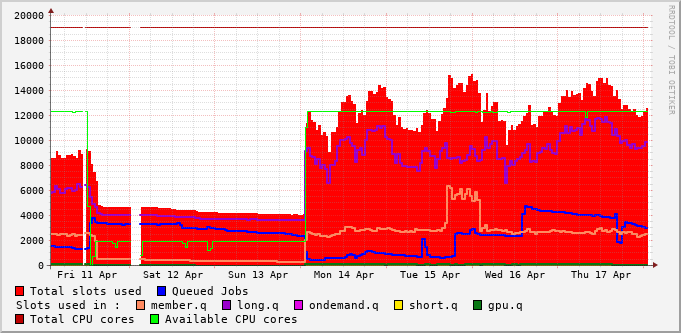 20000
18000
16000
14000
12000
10000
8000
6000
4000
2000
0
Fri 11 Apr Sat 12 Apr Sun 13 Apr Mon 14 Apr Tue 15 Apr Wed 16 Apr Thu 17 Apr
Total slots used Queued Jobs
Slots used in : member.q long.q ondemand.q short.q gpu.q
Total CPU cores Available CPU cores
RRDTOOL / TOBI OETIKER